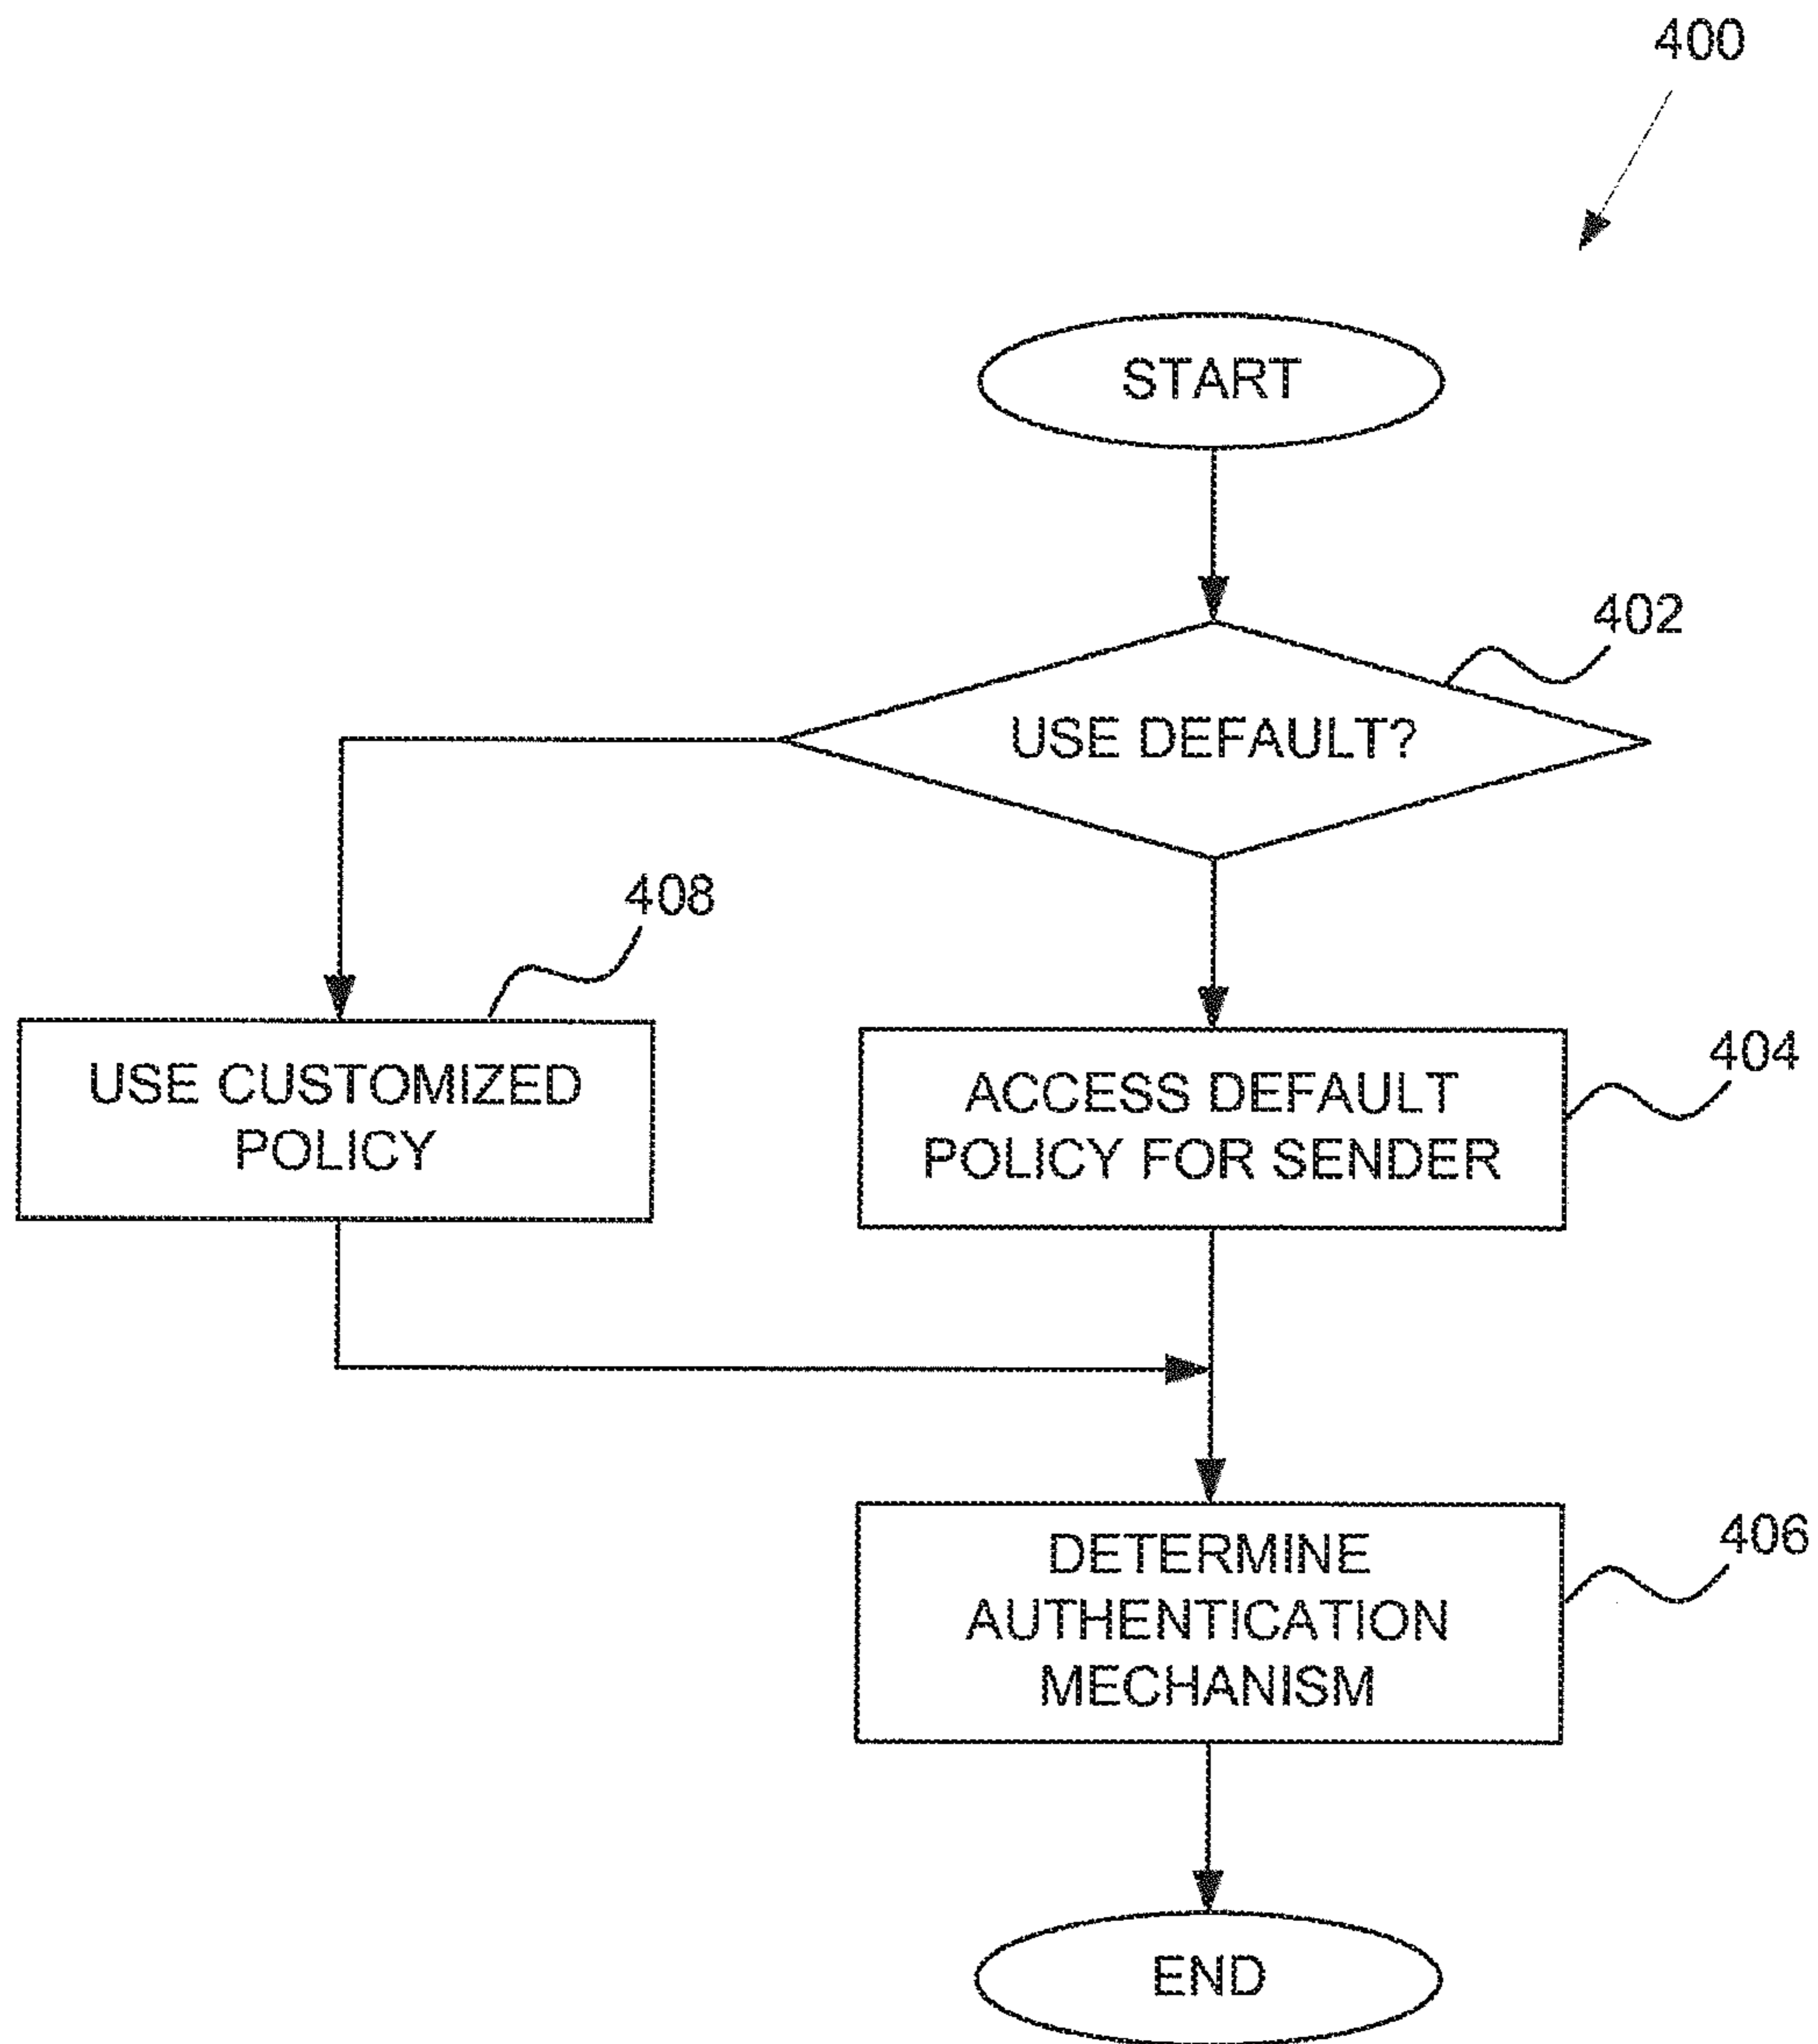 400
START
402
USE DEFAULT?
408
USE CUSTOMIZED
POLICY
404
ACCESS DEFAULT
POLICY FOR SENDER
406
DETERMINE
AUTHENTICATION
MECHANISM
END